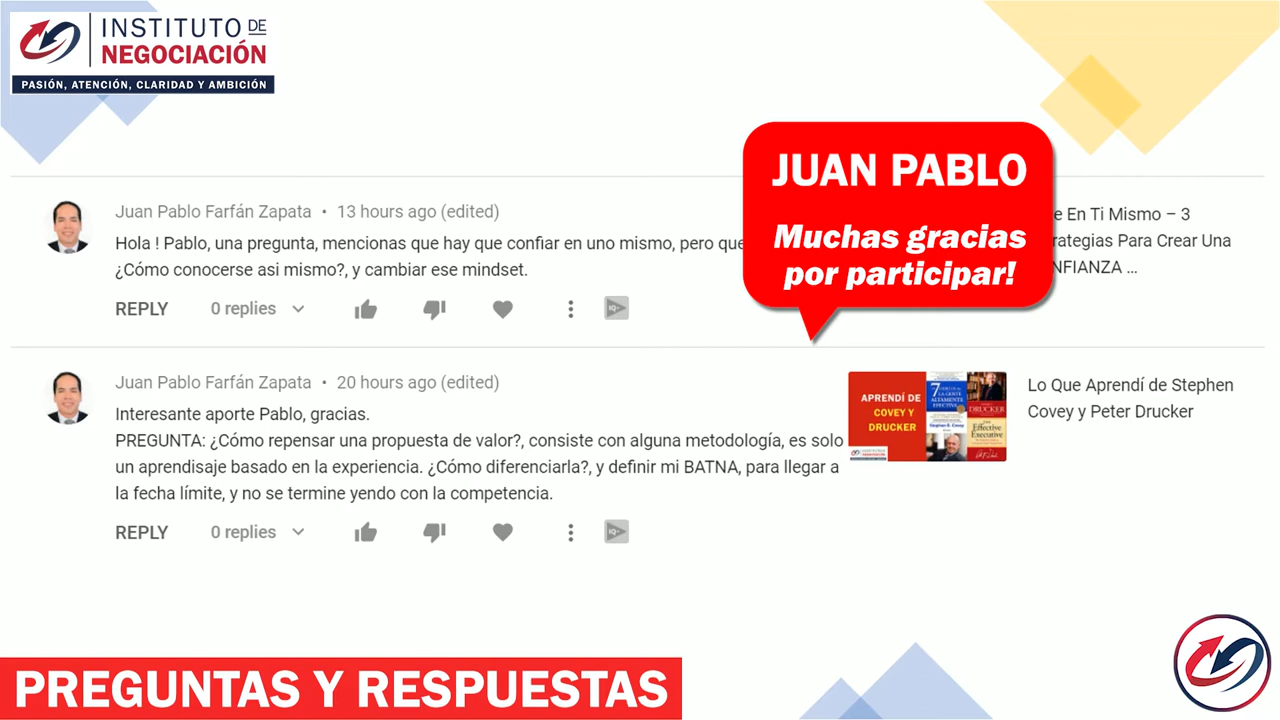 INSTITUTO DE
NEGOCIACIÓN
PASIÓN, ATENCIÓN, CLARIDAD Y AMBICIÓN
JUAN PABLO
Muchas gracias
por participar!
Juan Pablo Farfán Zapata • 13 hours ago (edited)
Hola ! Pablo, una pregunta, mencionas que hay que confiar en uno mismo, pero que
¿Cómo conocerse asi mismo?, y cambiar ese mindset.
REPLY 0 replies
e En Ti Mismo – 3
rategias Para Crear Una
NFIANZA ...
Juan Pablo Farfán Zapata • 20 hours ago (edited)
Interesante aporte Pablo, gracias.
PREGUNTA: ¿Cómo repensar una propuesta de valor?, consiste con alguna metodología, es solo
un aprendisaje basado en la experiencia. ¿Cómo diferenciarla?, y definir mi BATNA, para llegar a
la fecha límite, y no se termine yendo con la competencia.
REPLY 0 replies
APRENDÍ DE
COVEY Y
DRUCKER
LA GENTE
ALTAMENTE
EFECTIVA
DRUCKER
Effective
Executive
Lo Que Aprendí de Stephen
Covey y Peter Drucker
PREGUNTAS Y RESPUESTAS